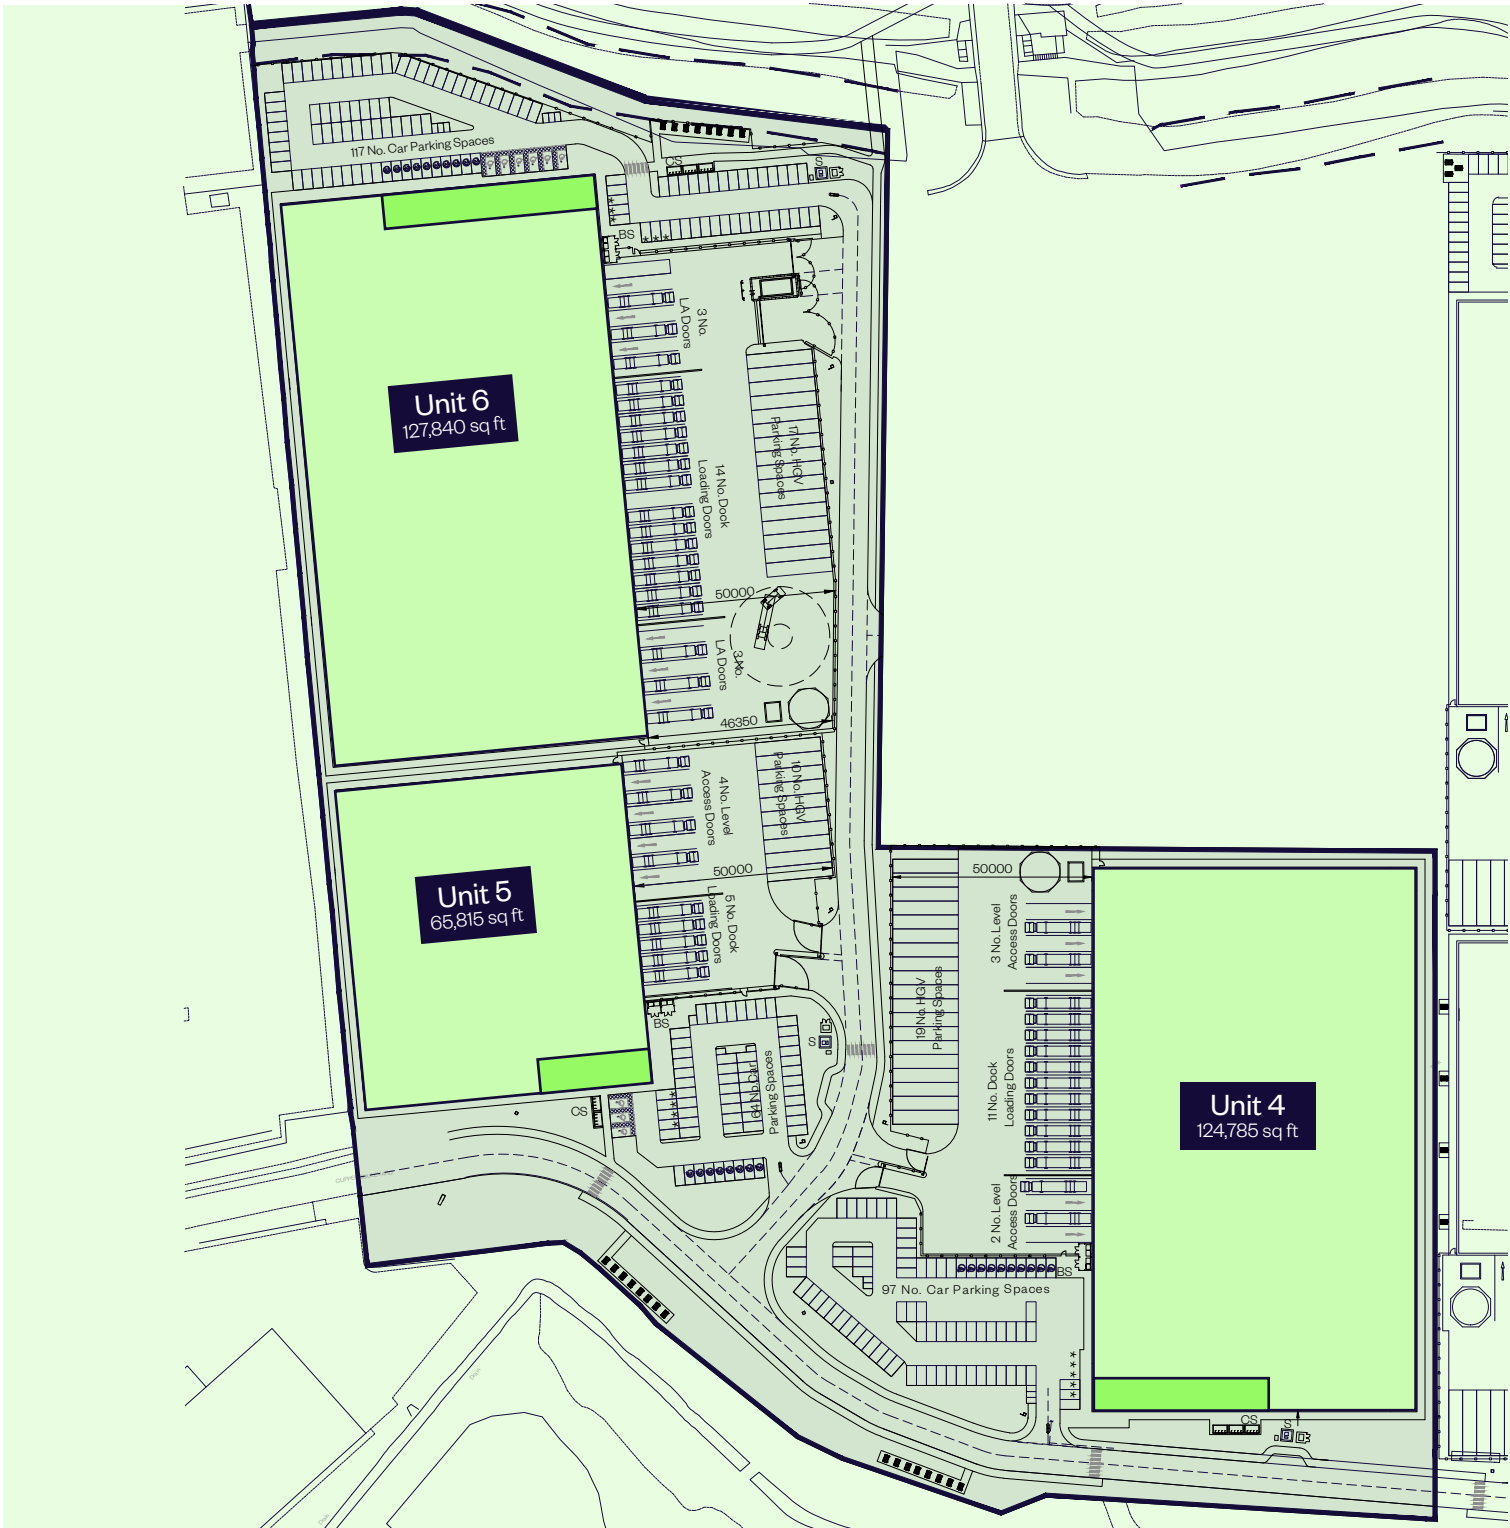 117 No. Car Parking Spaces
CS
S
BS
3 No.
LA Doors
Unit 6
127,840 sq ft
17 No. HGV
Parking Spaces
14 No. Dock
Loading Doors
50000
3 No.
LA Doors
46350
4 No. Level
Access Doors
10 No. HGV
Parking Spaces
50000
Unit 5
65,815 sq ft
5 No. Dock
Loading Doors
BS
S
64 No. Car
Parking Spaces
CS
50000
3 No. Level
Access Doors
19 No. HGV
Parking Spaces
11 No. Dock
Loading Doors
Unit 4
124,785 sq ft
2 No. Level
Access Doors
BS
97 No. Car Parking Spaces
CS
S
Drain
Drain